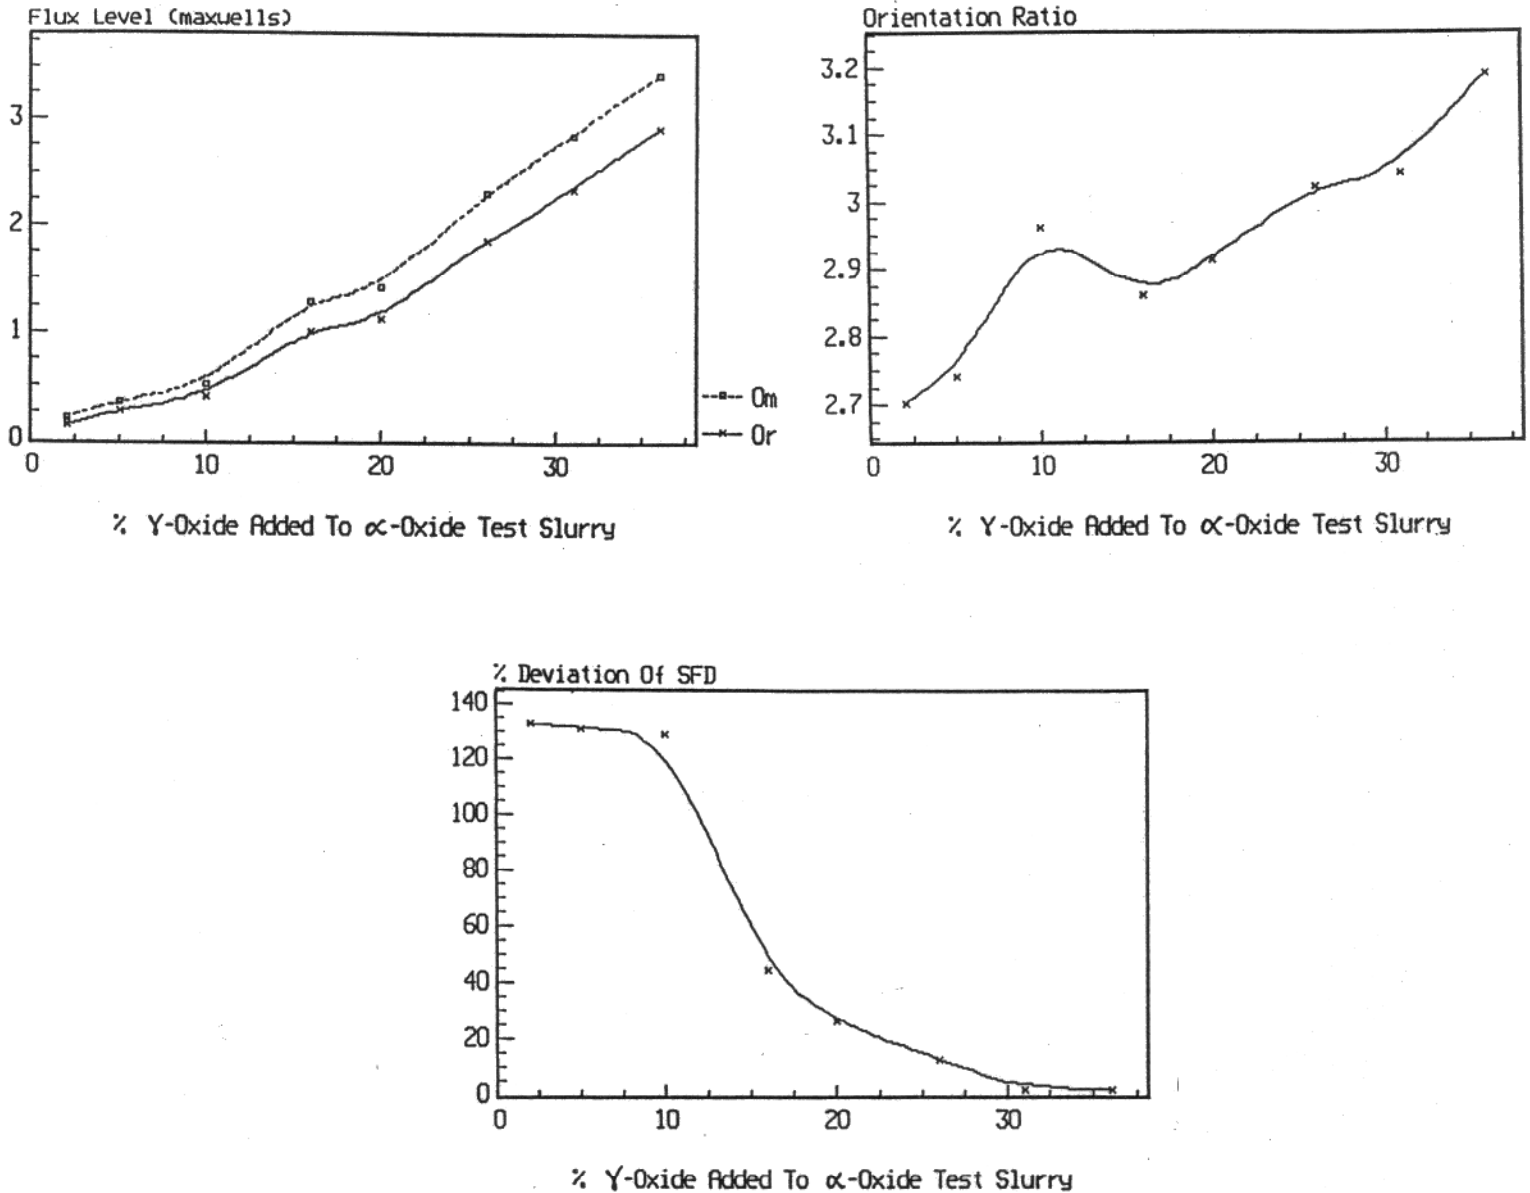 Flux Level (maxwells)
3
2
1
0
0 10 20 30
Om
Or
% γ-Oxide Added To α-Oxide Test Slurry
Orientation Ratio
3.2
3.1
3
2.9
2.8
2.7
0 10 20 30
% γ-Oxide Added To α-Oxide Test Slurry
% Deviation Of SFD
140
120
100
80
60
40
20
0
0 10 20 30
% γ-Oxide Added To α-Oxide Test Slurry